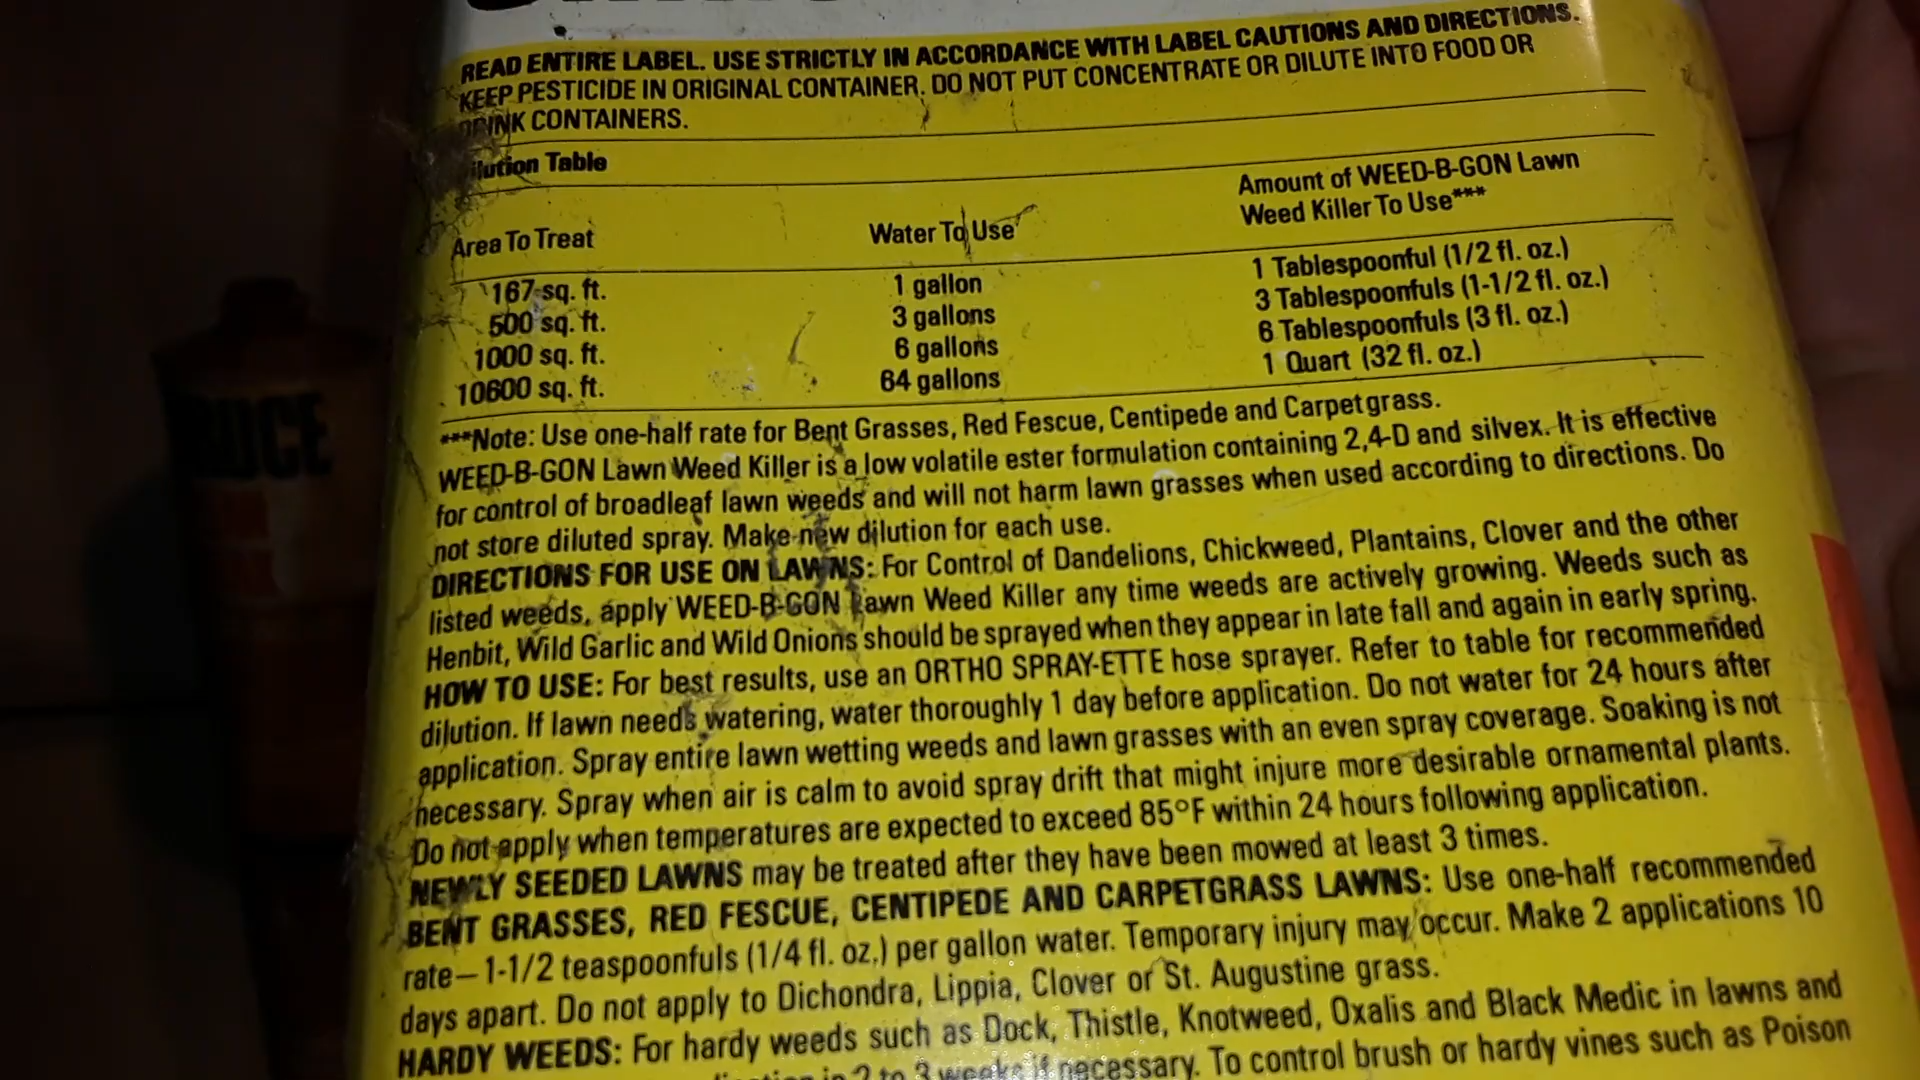 READ ENTIRE LABEL. USE STRICTLY IN ACCORDANCE WITH LABEL CAUTIONS AND DIRECTIONS.
KEEP PESTICIDE IN ORIGINAL CONTAINER. DO NOT PUT CONCENTRATE OR DILUTE INTO FOOD OR
DRINK CONTAINERS.
Dilution Table
Area To Treat Water To Use Amount of WEED-B-GON Lawn
Weed Killer To Use***
167 sq. ft. 1 gallon 1 Tablespoonful (1/2 fl. oz.)
500 sq. ft. 3 gallons 3 Tablespoonfuls (1-1/2 fl. oz.)
1000 sq. ft. 6 gallons 6 Tablespoonfuls (3 fl. oz.)
10600 sq. ft. 64 gallons 1 Quart (32 fl. oz.)
***Note: Use one-half rate for Bent Grasses, Red Fescue, Centipede and Carpetgrass.
WEED-B-GON Lawn Weed Killer is a low volatile ester formulation containing 2,4-D and silvex. It is effective
for control of broadleaf lawn weeds and will not harm lawn grasses when used according to directions. Do
not store diluted spray. Make new dilution for each use.
DIRECTIONS FOR USE ON LAWNS: For Control of Dandelions, Chickweed, Plantains, Clover and the other
listed weeds, apply WEED-B-GON Lawn Weed Killer any time weeds are actively growing. Weeds such as
Henbit, Wild Garlic and Wild Onions should be sprayed when they appear in late fall and again in early spring.
HOW TO USE: For best results, use an ORTHO SPRAY-ETTE hose sprayer. Refer to table for recommended
dilution. If lawn needs watering, water thoroughly 1 day before application. Do not water for 24 hours after
application. Spray entire lawn wetting weeds and lawn grasses with an even spray coverage. Soaking is not
necessary. Spray when air is calm to avoid spray drift that might injure more desirable ornamental plants.
Do not apply when temperatures are expected to exceed 85°F within 24 hours following application.
NEWLY SEEDED LAWNS may be treated after they have been mowed at least 3 times.
BENT GRASSES, RED FESCUE, CENTIPEDE AND CARPETGRASS LAWNS: Use one-half recommended
rate—1-1/2 teaspoonfuls (1/4 fl. oz.) per gallon water. Temporary injury may occur. Make 2 applications 10
days apart. Do not apply to Dichondra, Lippia, Clover or St. Augustine grass.
HARDY WEEDS: For hardy weeds such as Dock, Thistle, Knotweed, Oxalis and Black Medic in lawns and
in 2 to 3 weeks if necessary. To control brush or hardy vines such as Poison